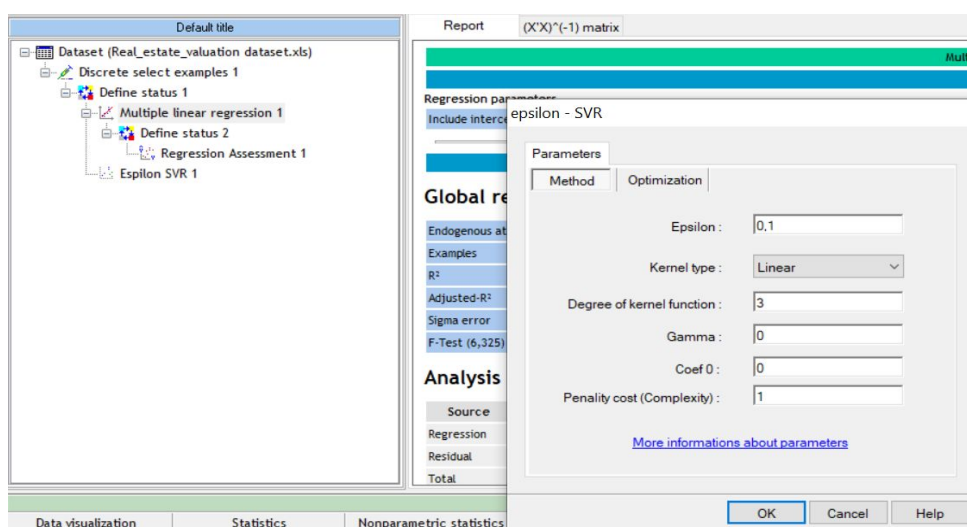 Default title
Dataset (Real_estate_valuation dataset.xls)
Discrete select examples 1
Define status 1
Multiple linear regression 1
Define status 2
Regression Assessment 1
Espilon SVR 1
Report
(X'X)^(-1) matrix
Mult
Regression parameters
Include interce
Global re
Endogenous at
Examples
R²
Adjusted-R²
Sigma error
F-Test (6,325)
Analysis
Source
Regression
Residual
Total
epsilon - SVR
Parameters
Method Optimization
Epsilon : 0,1
Kernel type : Linear
Degree of kernel function : 3
Gamma : 0
Coef 0 : 0
Penality cost (Complexity) : 1
More informations about parameters
OK Cancel Help
Data visualization Statistics Nonparametric statistics